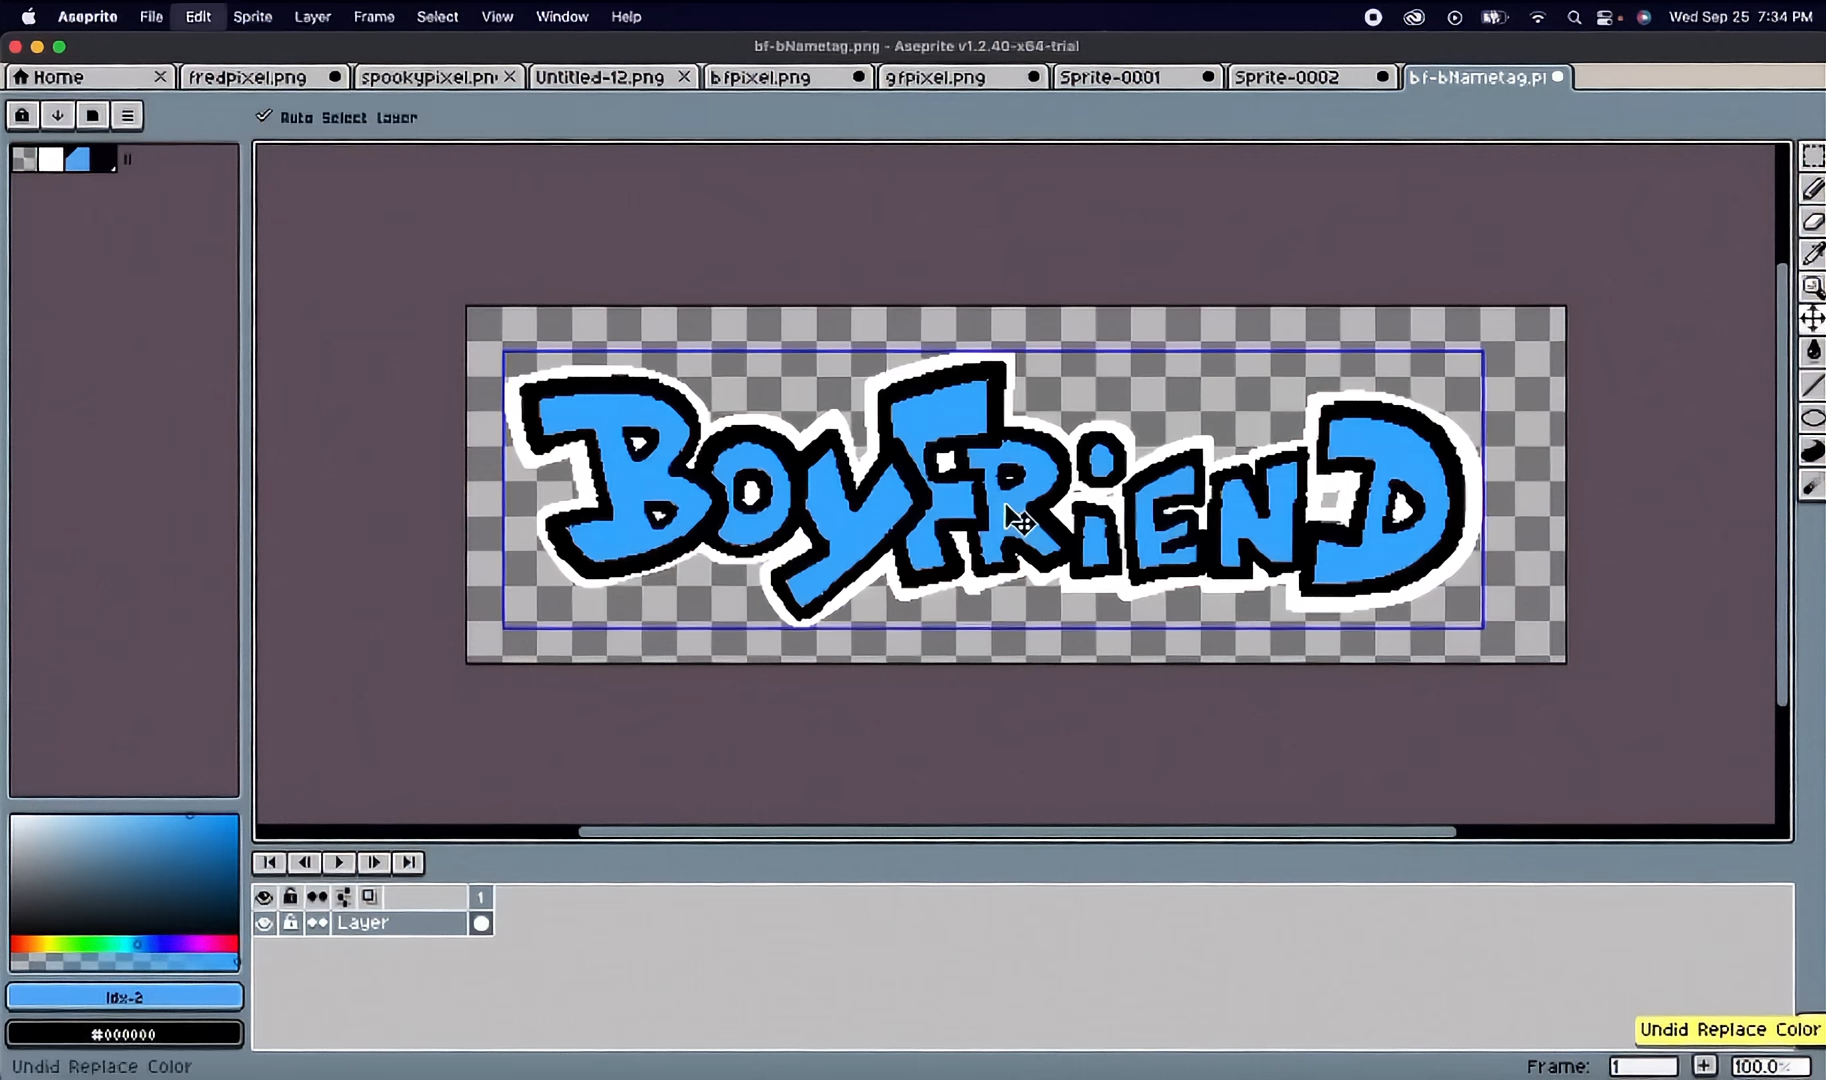 Aseprite File Edit Sprite Layer Frame Select View Window Help Wed Sep 25 7:34 PM
bf-bNametag.png - Aseprite v1.2.40-x64-trial
Home fredpixel.png spookypixel.pn Untitled-12.png bfpixel.png gfpixel.png Sprite-0001 Sprite-0002 bf-bNametag.p
Auto Select Layer
BoyFRiEND
1
Layer
Idx-2
#000000
Undid Replace Color
Undid Replace Color Frame: 1 + 100.0%